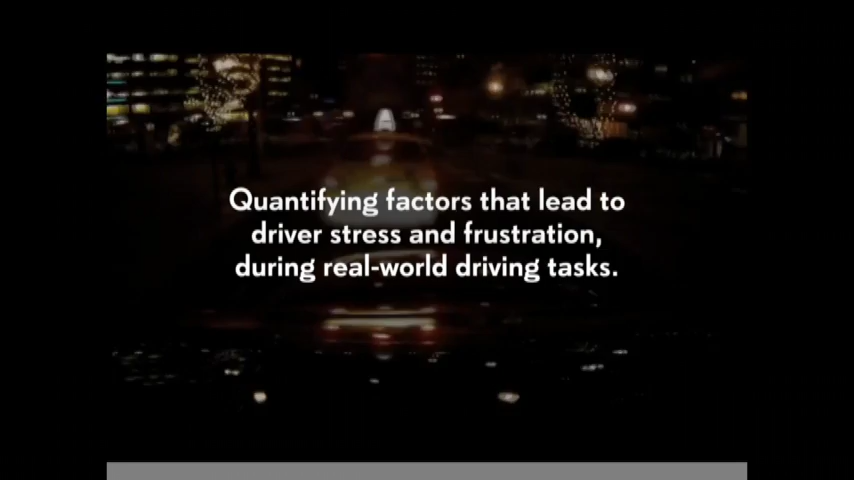 Quantifying factors that lead to
driver stress and frustration,
during real-world driving tasks.